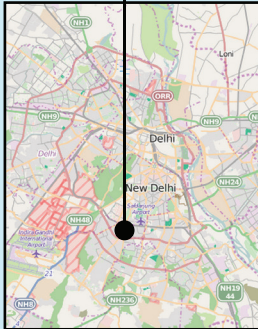 NH1
Loni
ORR
NH9
NH9
Delhi
Delhi
New Delhi
NH24
Safdarjung
Airport
NH48
Indira Gandhi
International
Airport
21
NH19
44
NH8
NH236